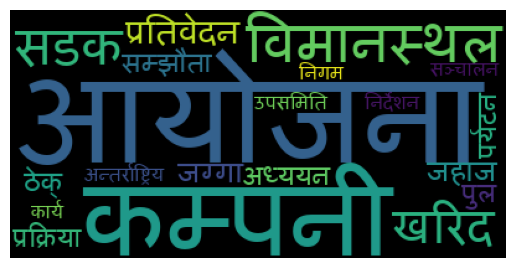 सडक प्रतिवेदन विमानस्थल
सम्झौता निगम सञ्चालन
आयोजना
उपसमिति निर्देशन पर्यटन
ठेक् अन्तर्राष्ट्रिय जग्गा अध्ययन जहाज
कार्य कम्पनी पुल
प्रक्रिया खरिद